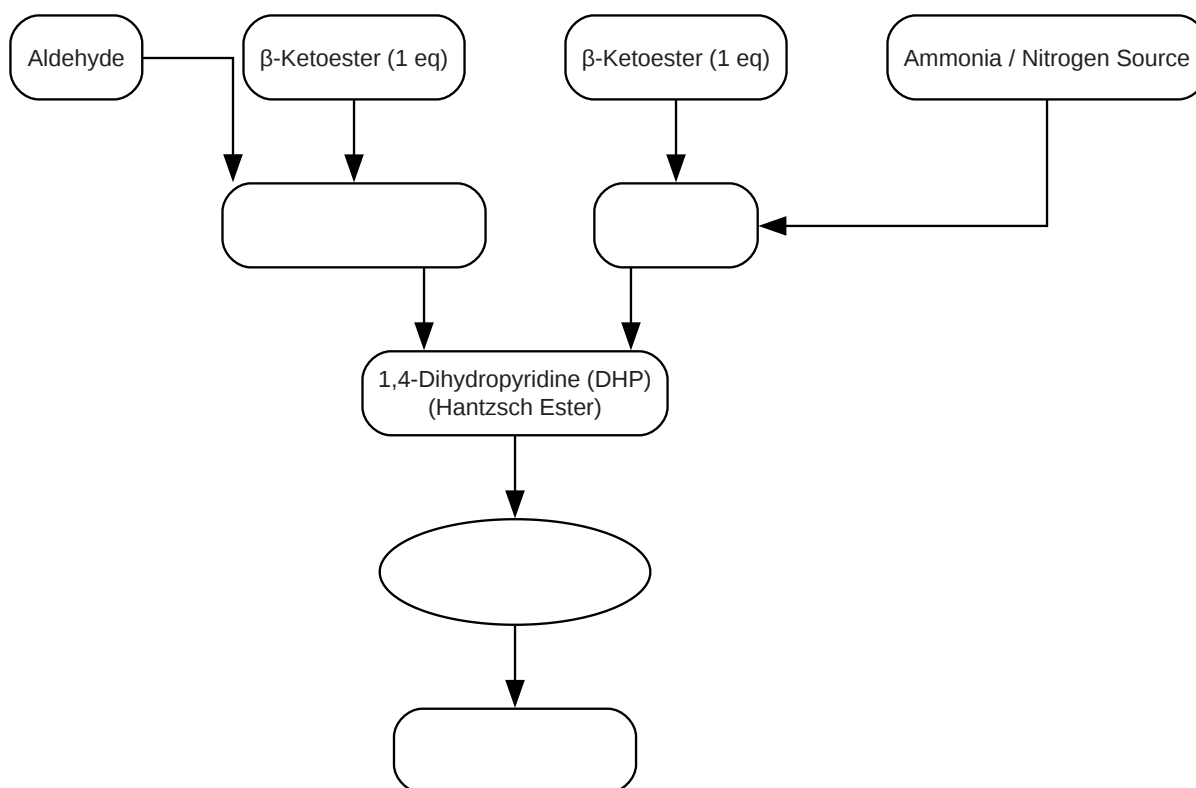 Aldehyde
β-Ketoester (1 eq)
β-Ketoester (1 eq)
Ammonia / Nitrogen Source
1,4-Dihydropyridine (DHP)
(Hantzsch Ester)